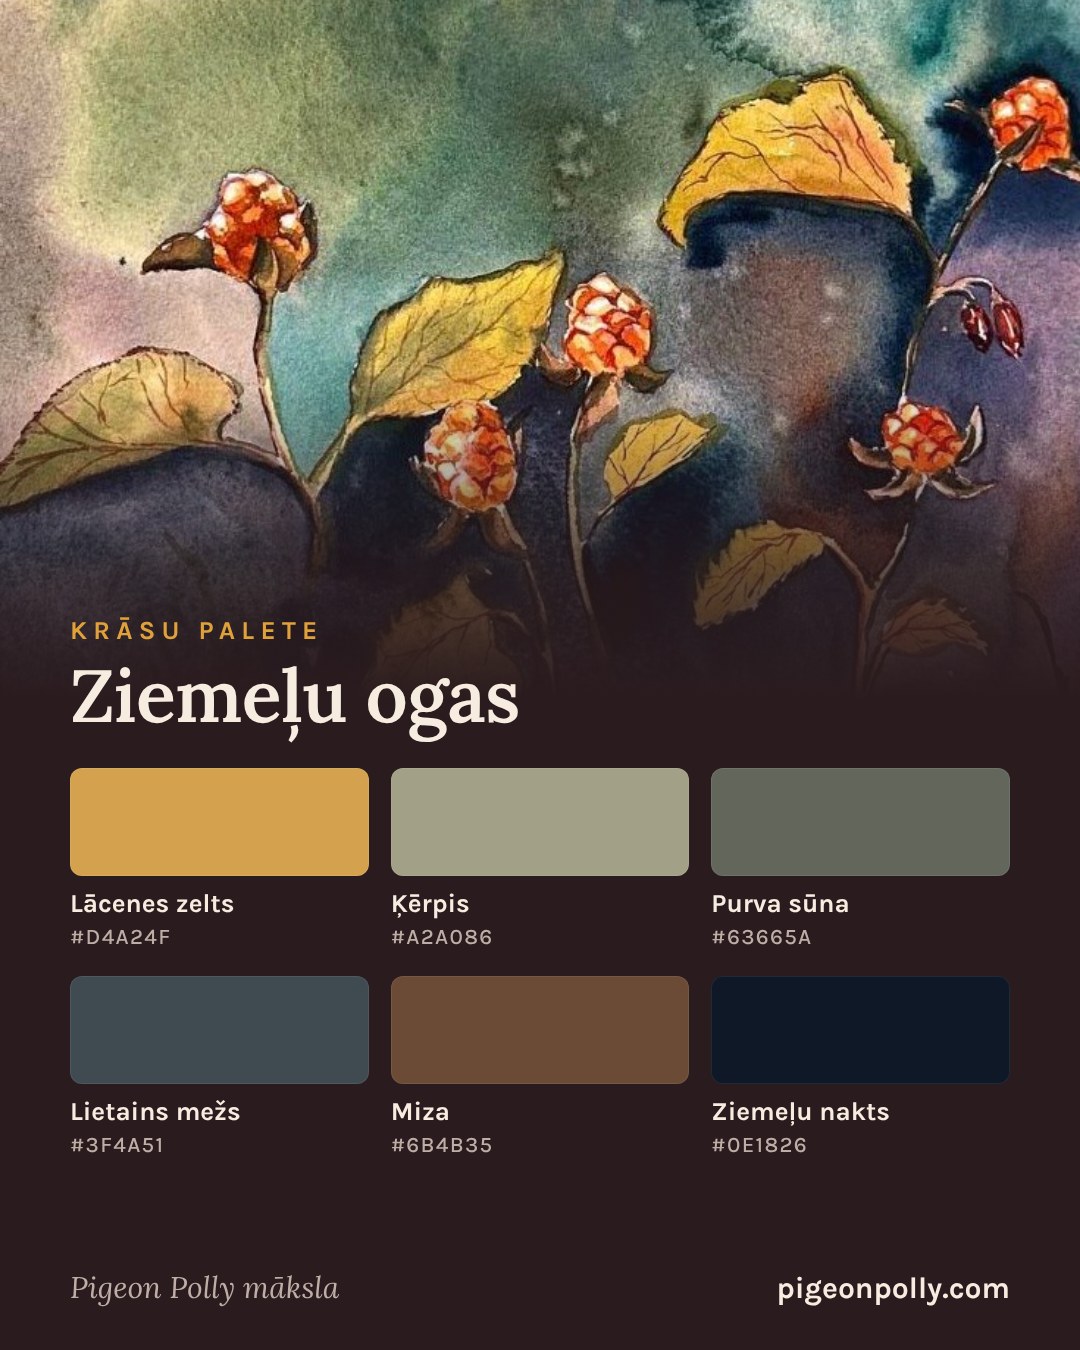 KRĀSU PALETE
Ziemeļu ogas
Lācenes zelts
#D4A24F
Ķērpis
#A2A086
Purva sūna
#63665A
Lietains mežs
#3F4A51
Miza
#6B4B35
Ziemeļu nakts
#0E1826
Pigeon Polly māksla
pigeonpolly.com